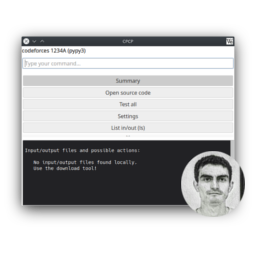 CPCP
codeforces 1234A (pypy3)
Type your command...
Summary
Open source code
Test all
Settings
List in/out (ls)
Input/output files and possible actions:
No input/output files found locally.
Use the download tool!